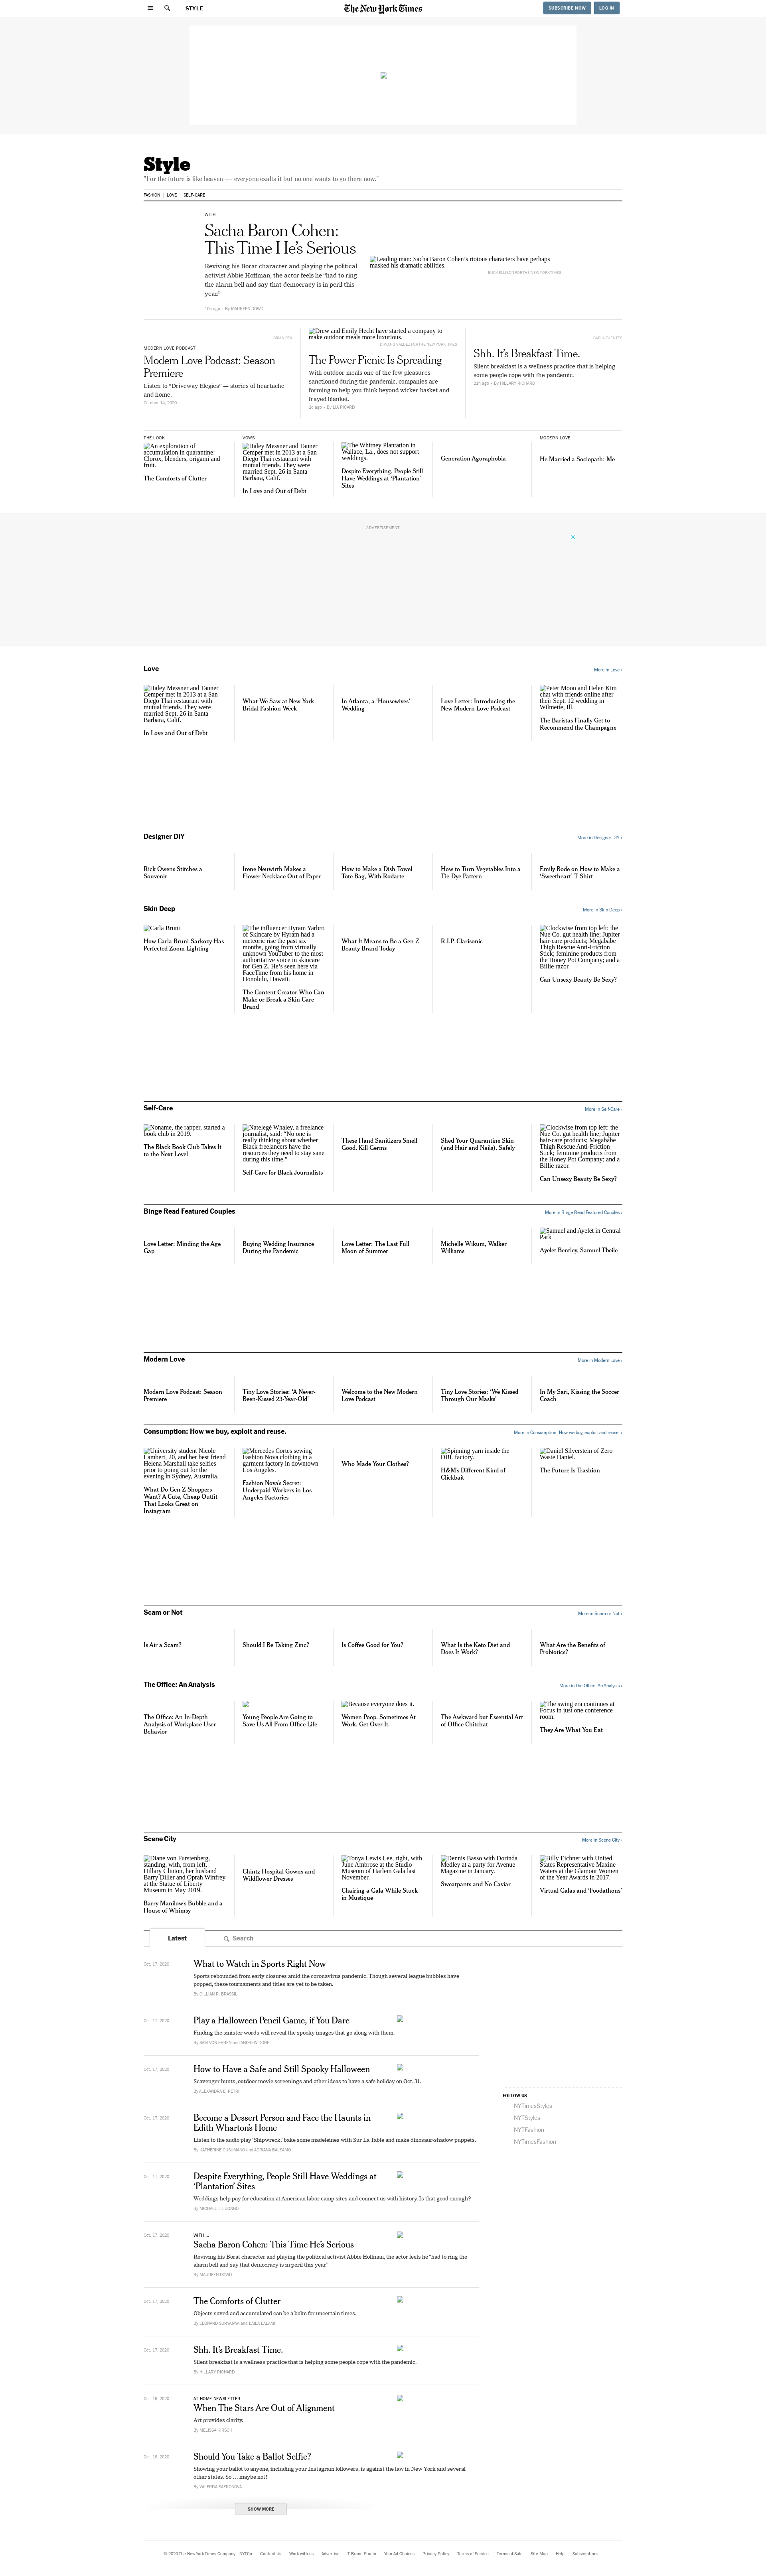 STYLE
The New York Times
SUBSCRIBE NOW
LOG IN
Style
"For the future is like heaven — everyone exalts it but no one wants to go there now."
FASHION
LOVE
SELF-CARE
WITH ...
Sacha Baron Cohen:
This Time He's Serious
Reviving his Borat character and playing the political
activist Abbie Hoffman, the actor feels he "had to ring
the alarm bell and say that democracy is in peril this
year."
By MAUREEN DOWD
Leading man: Sacha Baron Cohen's riotous characters have perhaps
masked his dramatic abilities.
BRIAN REA
MODERN LOVE PODCAST
Modern Love Podcast: Season
Premiere
Listen to "Driveway Elegies" — stories of heartache
and home.
October 14, 2020
Drew and Emily Hecht have started a company to
make outdoor meals more luxurious.
The Power Picnic Is Spreading
With outdoor meals one of the few pleasures
sanctioned during the pandemic, companies are
forming to help you think beyond wicker basket and
frayed blanket.
2d ago · By LIA PICARD
Shh. It's Breakfast Time.
Silent breakfast is a wellness practice that is helping
some people cope with the pandemic.
22h ago · By HILLARY RICHARD
THE LOOK
An exploration of
accumulation in quarantine:
Clorox, blenders, origami and
fruit.
The Comforts of Clutter
VOWS
Haley Messner and Tanner
Cemper met in 2013 at a San
Diego Thai restaurant with
mutual friends. They were
married Sept. 26 in Santa
Barbara, Calif.
In Love and Out of Debt
The Whitney Plantation in
Wallace, La., does not support
weddings.
Despite Everything, People Still
Have Weddings at 'Plantation'
Sites
Generation Agoraphobia
MODERN LOVE
He Married a Sociopath: Me
ADVERTISEMENT
Love
More in Love ›
Haley Messner and Tanner
Cemper met in 2013 at a San
Diego Thai restaurant with
mutual friends. They were
married Sept. 26 in Santa
Barbara, Calif.
In Love and Out of Debt
What We Saw at New York
Bridal Fashion Week
In Atlanta, a 'Housewives'
Wedding
Love Letter: Introducing the
New Modern Love Podcast
Peter Moon and Helen Kim
chat with friends online after
their Sept. 12 wedding in
Wilmette, Ill.
The Baristas Finally Get to
Recommend the Champagne
Designer DIY
More in Designer DIY ›
Rick Owens Stitches a
Souvenir
Irene Neuwirth Makes a
Flower Necklace Out of Paper
How to Make a Dish Towel
Tote Bag, With Rodarte
How to Turn Vegetables Into a
Tie-Dye Pattern
Emily Bode on How to Make a
'Sweetheart' T-Shirt
Skin Deep
More in Skin Deep ›
Carla Bruni
How Carla Bruni-Sarkozy Has
Perfected Zoom Lighting
The influencer Hyram Yarbro
of Skincare by Hyram had a
meteoric rise the past six
months, going from virtually
unknown YouTuber to the most
authoritative voice in skincare
for Gen Z. He's seen here via
FaceTime from his home in
Honolulu, Hawaii.
The Content Creator Who Can
Make or Break a Skin Care
Brand
What It Means to Be a Gen Z
Beauty Brand Today
R.I.P. Clarisonic
Clockwise from top left: the
Nue Co. gut health line; Jupiter
hair-care products; Megababe
Thigh Rescue Anti-Friction
Stick; feminine products from
the Honey Pot Company; and a
Billie razor.
Can Unsexy Beauty Be Sexy?
Self-Care
More in Self-Care ›
Noname, the rapper, started a
book club in 2019.
The Black Book Club Takes It
to the Next Level
Natelegé Whaley, a freelance
journalist, said: "No one is
really thinking about whether
Black freelancers have the
resources they need to stay sane
during this time."
Self-Care for Black Journalists
These Hand Sanitizers Smell
Good, Kill Germs
Shed Your Quarantine Skin
(and Hair and Nails), Safely
Clockwise from top left: the
Nue Co. gut health line; Jupiter
hair-care products; Megababe
Thigh Rescue Anti-Friction
Stick; feminine products from
the Honey Pot Company; and a
Billie razor.
Can Unsexy Beauty Be Sexy?
Binge Read Featured Couples
More in Binge Read Featured Couples ›
Love Letter: Minding the Age
Gap
Buying Wedding Insurance
During the Pandemic
Love Letter: The Last Full
Moon of Summer
Michelle Wikum, Walker
Williams
Samuel and Ayelet in Central
Park
Ayelet Bentley, Samuel Tbeile
Modern Love
More in Modern Love ›
Modern Love Podcast: Season
Premiere
Tiny Love Stories: 'A Never-
Been-Kissed 23-Year-Old'
Welcome to the New Modern
Love Podcast
Tiny Love Stories: 'We Kissed
Through Our Masks'
In My Sari, Kissing the Soccer
Coach
Consumption: How we buy, exploit and reuse.
More in Consumption: How we buy, exploit and reuse. ›
University student Nicole
Lambert, 20, and her best friend
Helena Marshall take selfies
prior to going out for the
evening in Sydney, Australia.
What Do Gen Z Shoppers
Want? A Cute, Cheap Outfit
That Looks Great on
Instagram
Mercedes Cortes sewing
Fashion Nova clothing in a
garment factory in downtown
Los Angeles.
Fashion Nova's Secret:
Underpaid Workers in Los
Angeles Factories
Who Made Your Clothes?
Spinning yarn inside the
DBL factory.
H&M's Different Kind of
Clickbait
Daniel Silverstein of Zero
Waste Daniel.
The Future Is Trashion
Scam or Not
More in Scam or Not ›
Is Air a Scam?
Should I Be Taking Zinc?
Is Coffee Good for You?
What Is the Keto Diet and
Does It Work?
What Are the Benefits of
Probiotics?
The Office: An Analysis
More in The Office: An Analysis ›
The Office: An In-Depth
Analysis of Workplace User
Behavior
Young People Are Going to
Save Us All From Office Life
Because everyone does it.
Women Poop. Sometimes At
Work. Get Over It.
The Awkward but Essential Art
of Office Chitchat
The swing era continues at
Focus in just one conference
room.
They Are What You Eat
Scene City
More in Scene City ›
Diane von Furstenberg,
standing, with, from left,
Hillary Clinton, her husband
Barry Diller and Oprah Winfrey
at the Statue of Liberty
Museum in May 2019.
Barry Manilow's Bubble and a
House of Whimsy
Chintz Hospital Gowns and
Wildflower Dresses
Tonya Lewis Lee, right, with
June Ambrose at the Studio
Museum of Harlem Gala last
November.
Chairing a Gala While Stuck
in Mustique
Dennis Basso with Dorinda
Medley at a party for Avenue
Magazine in January.
Sweatpants and No Caviar
Billy Eichner with United
States Representative Maxine
Waters at the Glamour Women
of the Year Awards in 2017.
Virtual Galas and 'Foodathons'
Latest
Search
Oct. 17, 2020
What to Watch in Sports Right Now
Sports rebounded from early closures amid the coronavirus pandemic. Though several league bubbles have
popped, these tournaments and titles are yet to be taken.
By GILLIAN R. BRASSIL
Oct. 17, 2020
Play a Halloween Pencil Game, if You Dare
Finding the sinister words will reveal the spooky images that go along with them.
By SAM VON EHREN and ANDREW SORE
Oct. 17, 2020
How to Have a Safe and Still Spooky Halloween
Scavenger hunts, outdoor movie screenings and other ideas to have a safe holiday on Oct. 31.
By ALEXANDRA E. PETRI
Oct. 17, 2020
Become a Dessert Person and Face the Haunts in
Edith Wharton's Home
Listen to the audio play 'Shipwreck,' bake some madeleines with Sur La Table and make dinosaur-shadow puppets.
By KATHERINE CUSUMANO and ADRIANA BALSAMO
Oct. 17, 2020
Despite Everything, People Still Have Weddings at
'Plantation' Sites
Weddings help pay for education at American labor camp sites and connect us with history. Is that good enough?
By MICHAEL T. LUONGO
Oct. 17, 2020
WITH ...
Sacha Baron Cohen: This Time He's Serious
Reviving his Borat character and playing the political activist Abbie Hoffman, the actor feels he "had to ring the
alarm bell and say that democracy is in peril this year."
By MAUREEN DOWD
Oct. 17, 2020
The Comforts of Clutter
Objects saved and accumulated can be a balm for uncertain times.
Oct. 17, 2020
Shh. It's Breakfast Time.
Silent breakfast is a wellness practice that is helping some people cope with the pandemic.
By HILLARY RICHARD
Oct. 16, 2020
AT HOME NEWSLETTER
When The Stars Are Out of Alignment
Art provides clarity.
By MELISSA KIRSCH
Oct. 16, 2020
Should You Take a Ballot Selfie?
Showing your ballot to anyone, including your Instagram followers, is against the law in New York and several
other states. So … maybe not!
By VALERIYA SAFRONOVA
SHOW MORE
FOLLOW US
NYTimesStyles
NYTStyles
NYTFashion
NYTimesFashion
© 2020 The New York Times Company
NYTCo
Contact Us
Work with us
Advertise
T Brand Studio
Your Ad Choices
Privacy Policy
Terms of Service
Terms of Sale
Site Map
Help
Subscriptions